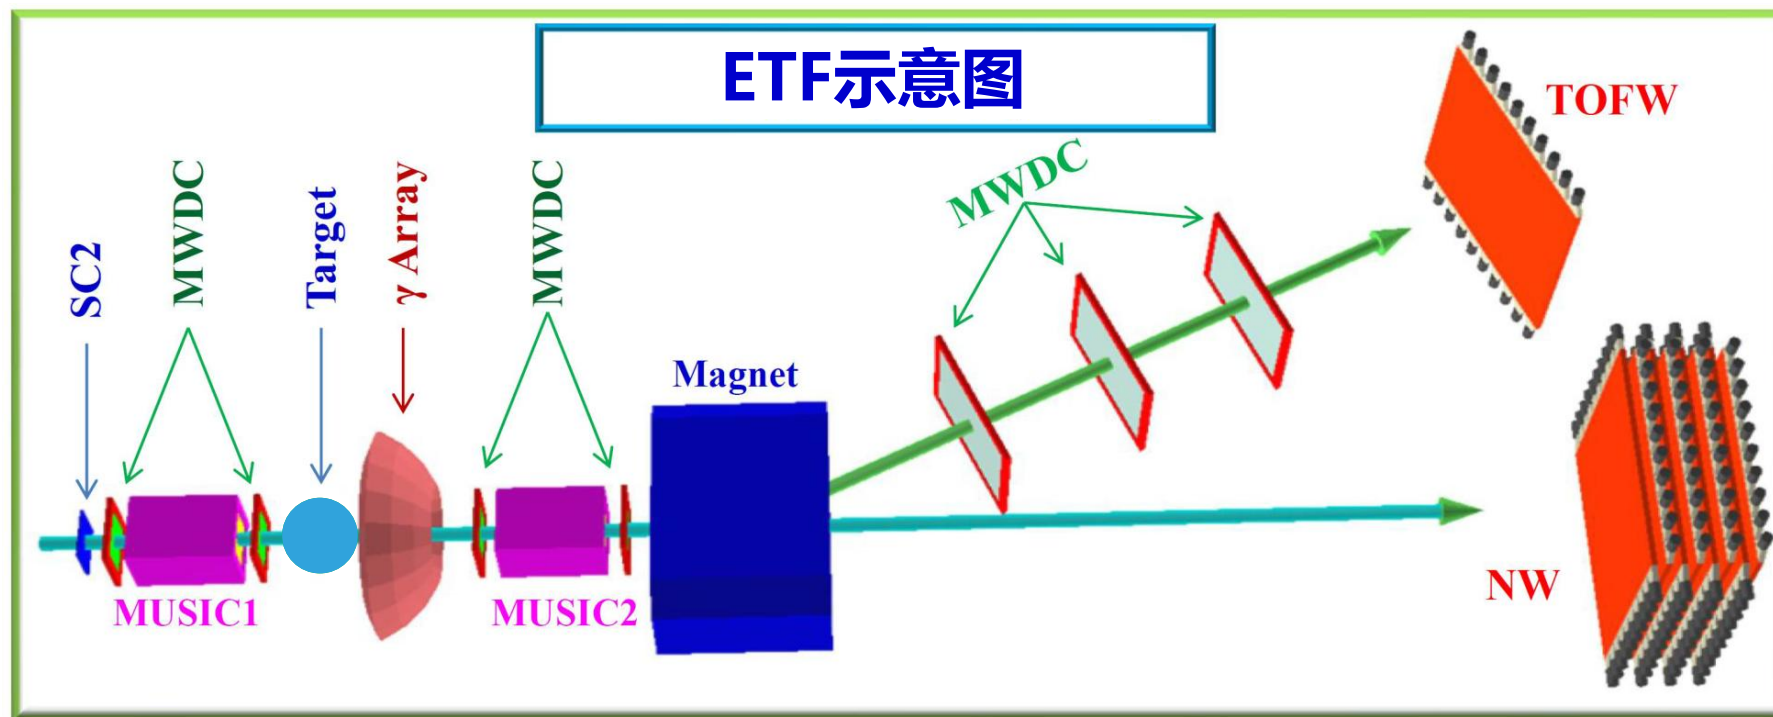 ETF示意图
SC2
MWDC
Target
γ Array
MWDC
MWDC
TOFW
Magnet
MUSIC1
MUSIC2
NW